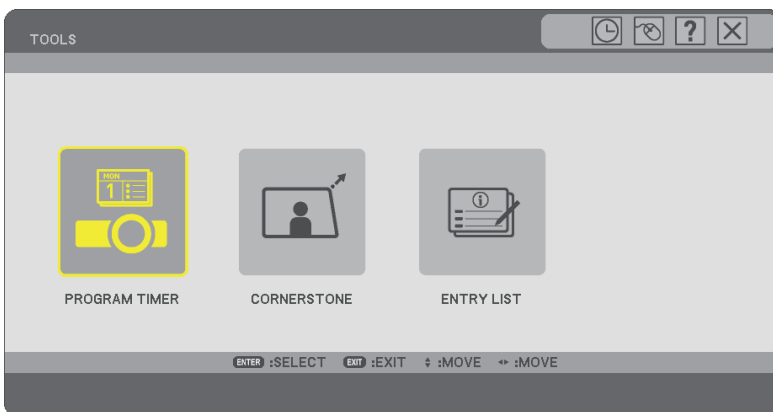 TOOLS
?
MON
1
PROGRAM TIMER
CORNERSTONE
ENTRY LIST
ENTER :SELECT EXIT :EXIT :MOVE :MOVE